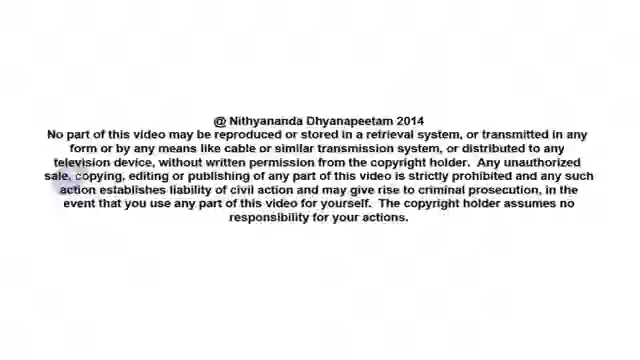 @ Nithyananda Dhyanapeetam 2014
No part of this video may be reproduced or stored in a retrieval system, or transmitted in any
form or by any means like cable or similar transmission system, or distributed to any
television device, without written permission from the copyright holder.  Any unauthorized
sale, copying, editing or publishing of any part of this video is strictly prohibited and any such
action establishes liability of civil action and may give rise to criminal prosecution, in the
event that you use any part of this video for yourself.  The copyright holder assumes no
responsibility for your actions.